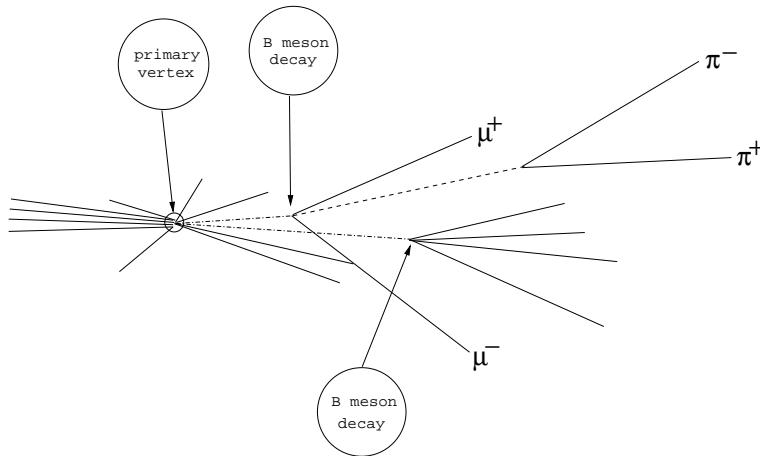 primary
vertex
B meson
decay
π−
μ+
π+
μ−
B meson
decay